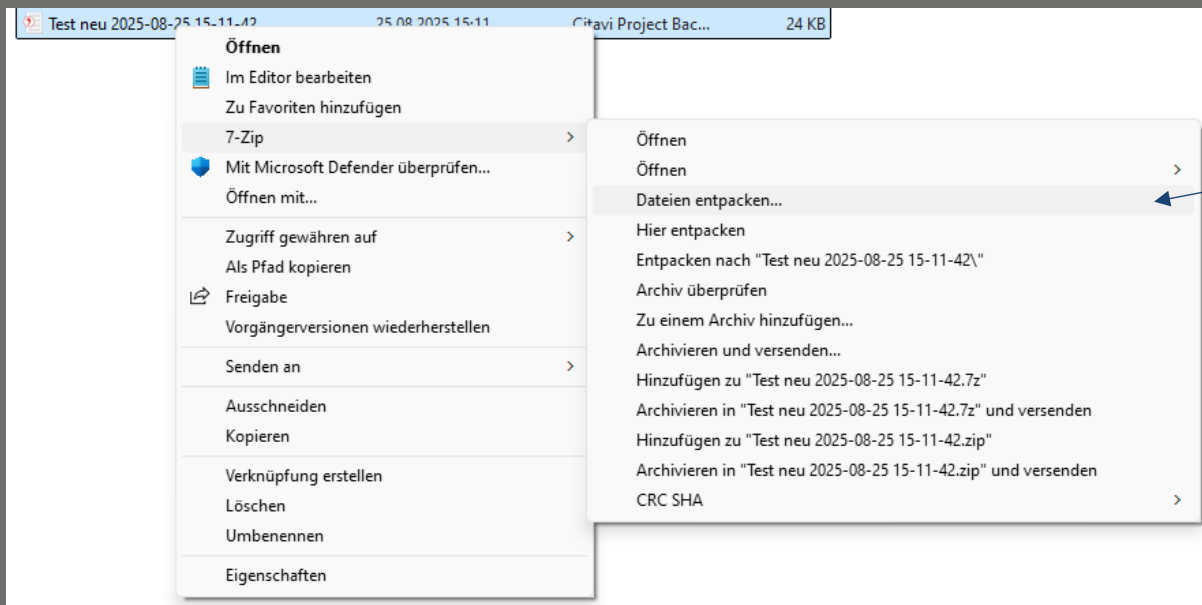 Test neu 2025-08-25 15-11-42 25.08.2025 15:11 Citavi Project Bac... 24 KB
Öffnen
Im Editor bearbeiten
Zu Favoriten hinzufügen
7-Zip
Mit Microsoft Defender überprüfen...
Öffnen mit...
Zugriff gewähren auf
Als Pfad kopieren
Freigabe
Vorgängerversionen wiederherstellen
Senden an
Ausschneiden
Kopieren
Verknüpfung erstellen
Löschen
Umbenennen
Eigenschaften
Öffnen
Öffnen
Dateien entpacken...
Hier entpacken
Entpacken nach "Test neu 2025-08-25 15-11-42\"
Archiv überprüfen
Zu einem Archiv hinzufügen...
Archivieren und versenden...
Hinzufügen zu "Test neu 2025-08-25 15-11-42.7z"
Archivieren in "Test neu 2025-08-25 15-11-42.7z" und versenden
Hinzufügen zu "Test neu 2025-08-25 15-11-42.zip"
Archivieren in "Test neu 2025-08-25 15-11-42.zip" und versenden
CRC SHA